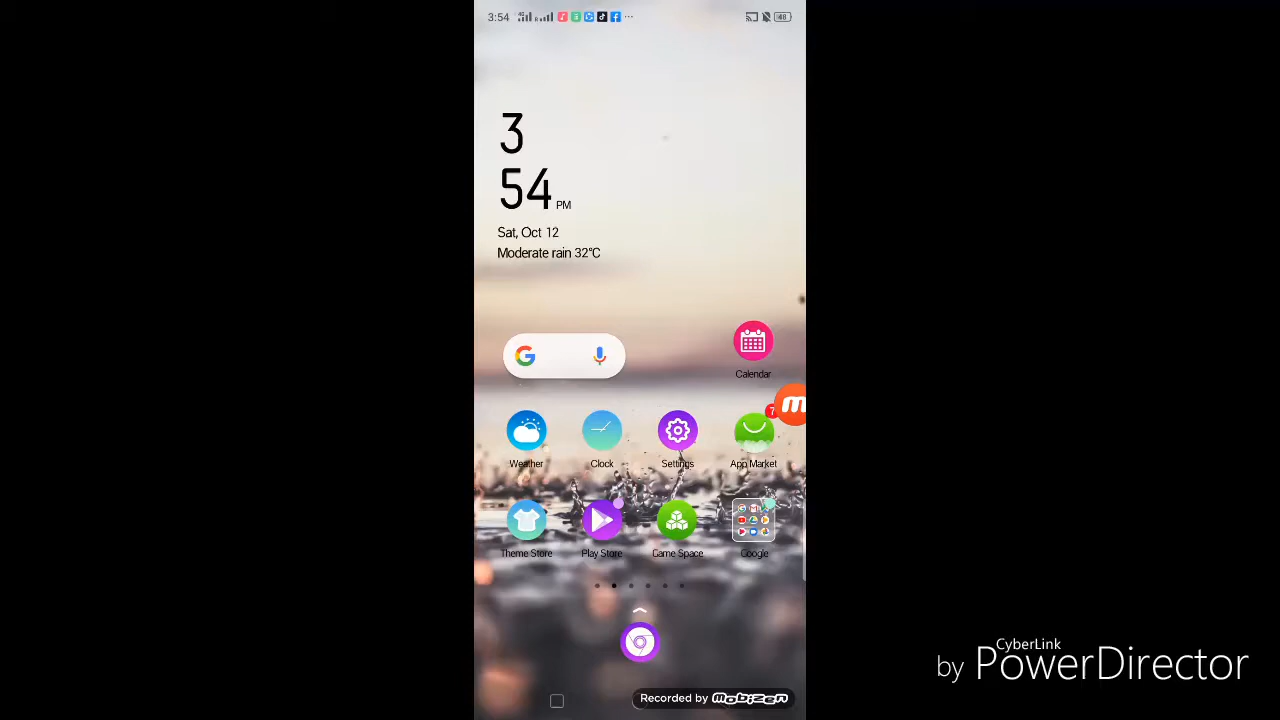 3:54
3
54 PM
Sat, Oct 12
Moderate rain 32°C
Calendar
7
Weather
Clock
Settings
App Market
Theme Store
Play Store
Game Space
Google
CyberLink
by PowerDirector
Recorded by mobizen